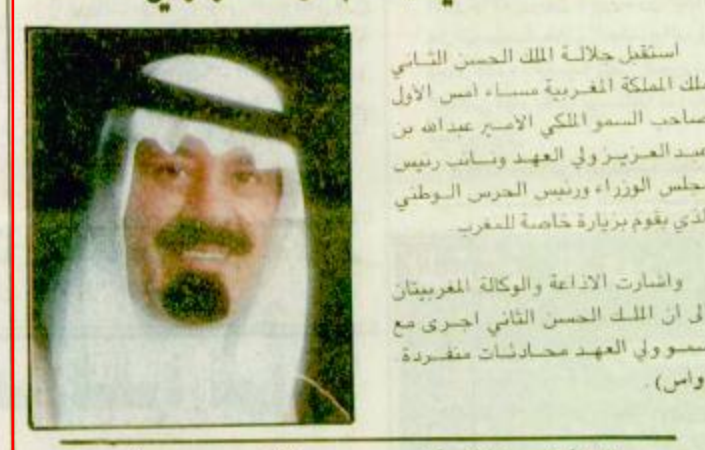 استقبل جلالة الملك الحسن الثاني
ملك المملكة المغربية مساء امس الاول
صاحب السمو الملكي الامير عبدالله بن
عبد العزيز ولي العهد ونائب رئيس
مجلس الوزراء ورئيس الحرس الوطني
الذي يقوم بزيارة خاصة للمغرب.
واشارت الاذاعة والوكالة المغربيتان
الى ان الملك الحسن الثاني اجرى مع
سمو ولي العهد محادثات منفردة.
(واس).